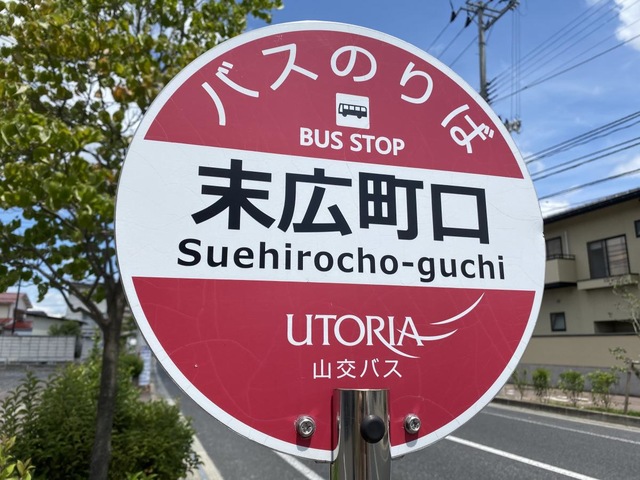 バスのりば
BUS STOP
末広町口
Suehirocho-guchi
UTORIA
山交バス